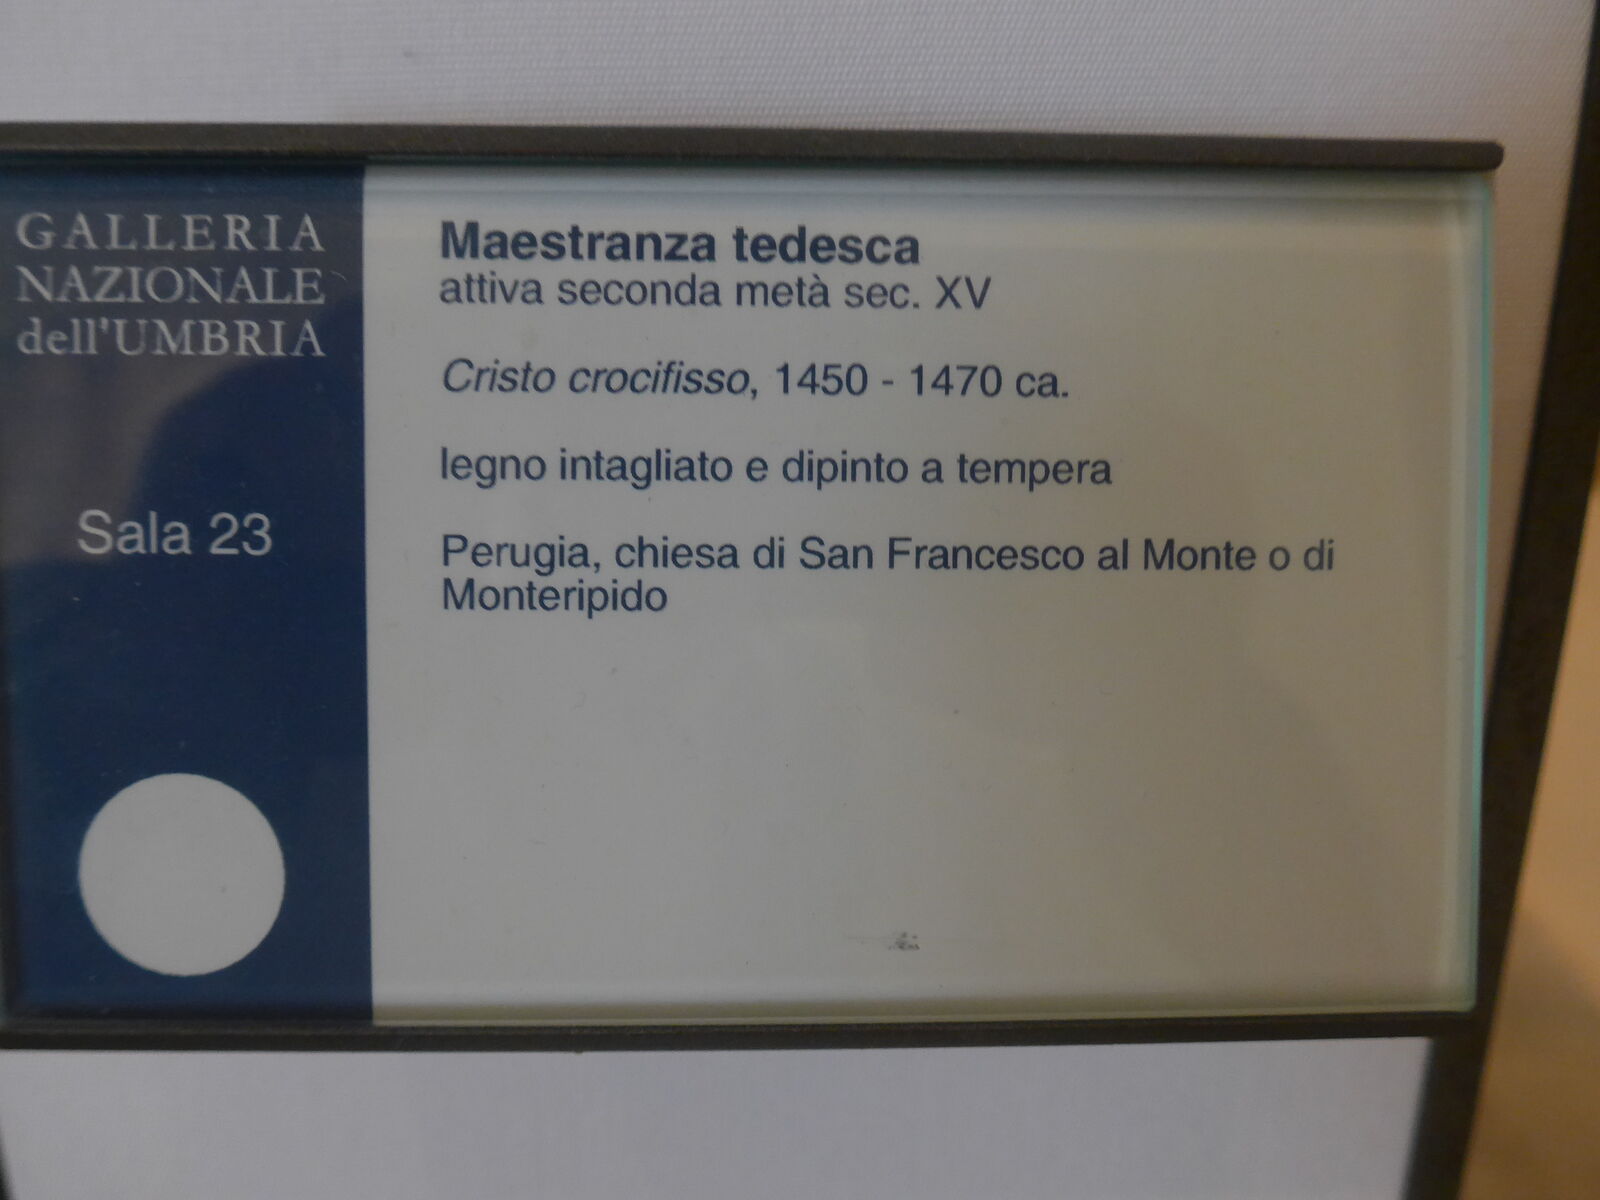 GALLERIA
NAZIONALE
dell'UMBRIA
Sala 23
Maestranza tedesca
attiva seconda metà sec. XV
Cristo crocifisso, 1450 - 1470 ca.
legno intagliato e dipinto a tempera
Perugia, chiesa di San Francesco al Monte o di
Monteripido